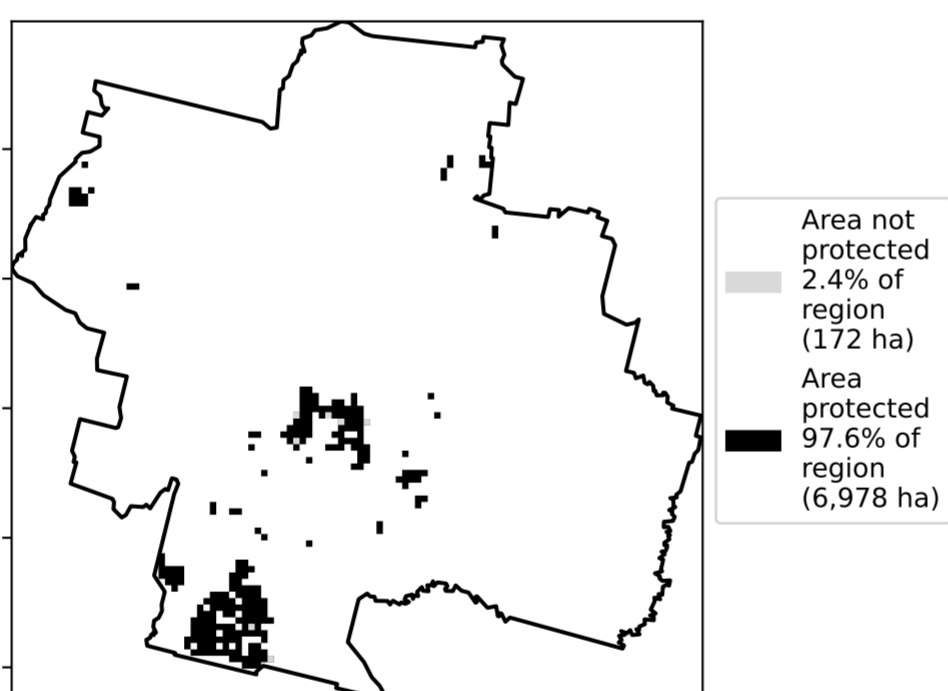 Area not
protected
2.4% of
region
(172 ha)
Area
protected
97.6% of
region
(6,978 ha)